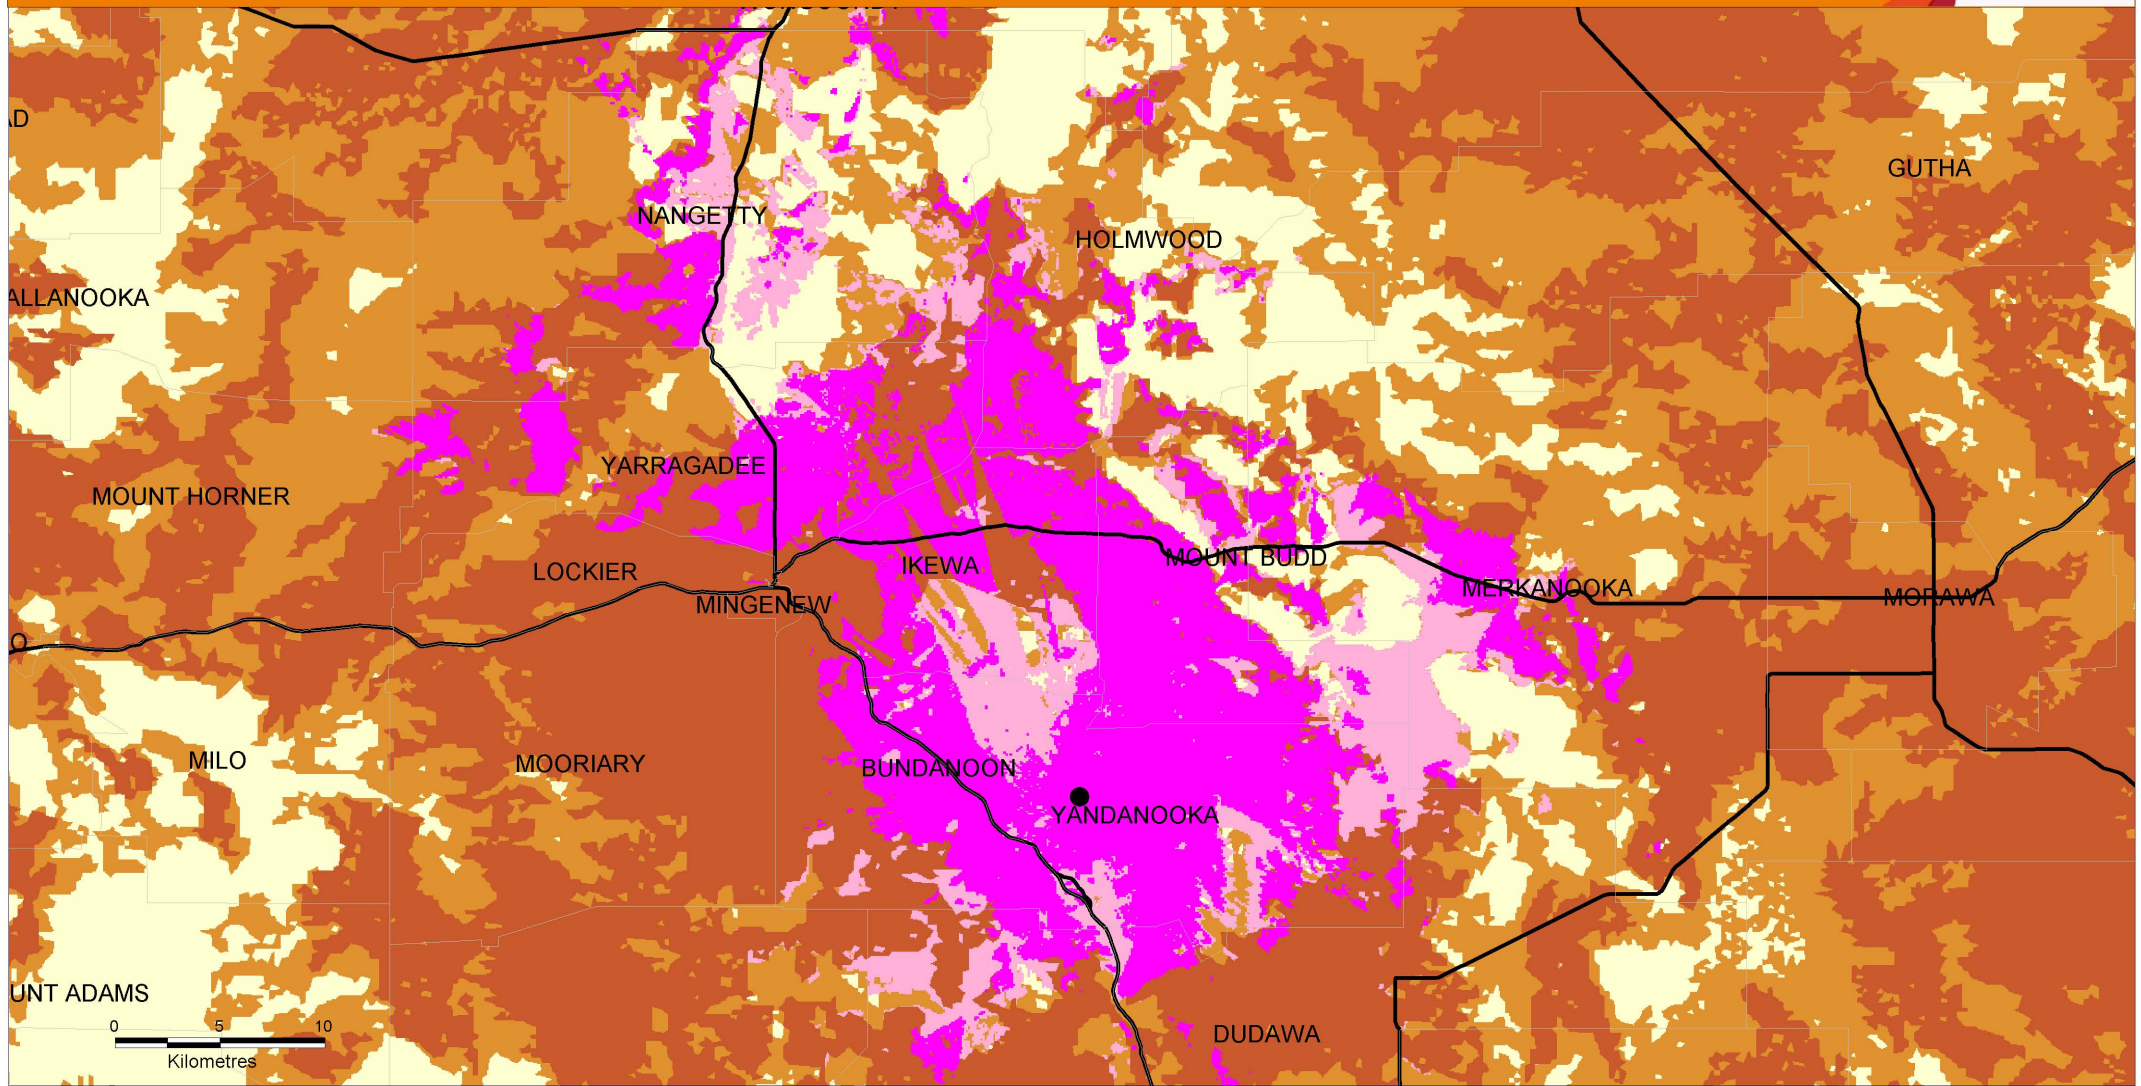 AD
GUTHA
NANGETTY
HOLMWOOD
ALLANOOKA
YARRAGADEE
MOUNT HORNER
IKEWA
MOUNT BUDD
LOCKIER
MERKANOOKA
MINGENEW
MORAWA
O
MILO
MOORIARY
BUNDANOON
YANDANOOKA
UNT ADAMS
0 5 10
Kilometres
DUDAWA